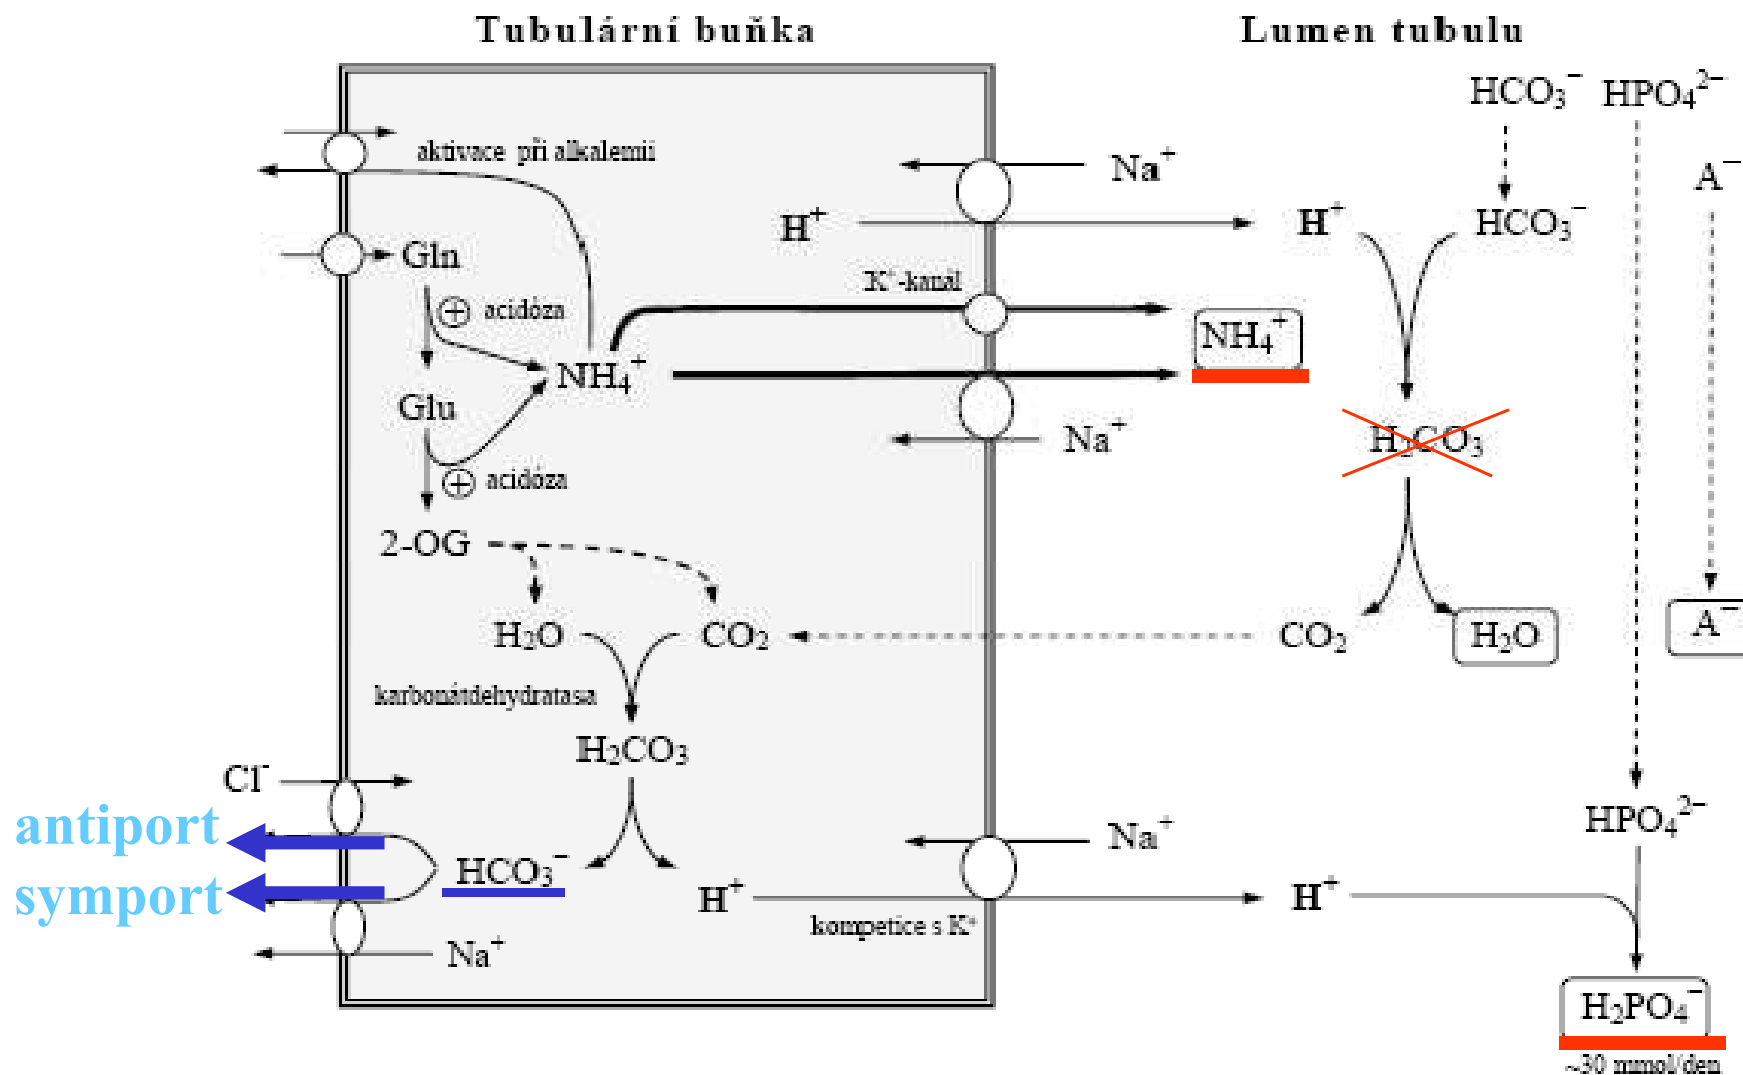 Tubulární buňka
Lumen tubulu
HCO₃⁻ HPO₄²⁻
aktivace při alkalemii
Na⁺
A⁻
H⁺
H⁺
HCO₃⁻
Gln
K⁺-kanál
+ acidóza
NH₄⁺
NH₄⁺
Glu
Na⁺
H₂CO₃
+ acidóza
2-OG
H₂O
CO₂
CO₂
H₂O
A⁻
karbonátdehydratasa
H₂CO₃
Cl⁻
antiport
Na⁺
HPO₄²⁻
symport
HCO₃⁻
H⁺
H⁺
kompetice s K⁺
Na⁺
H₂PO₄⁻
~30 mmol/den